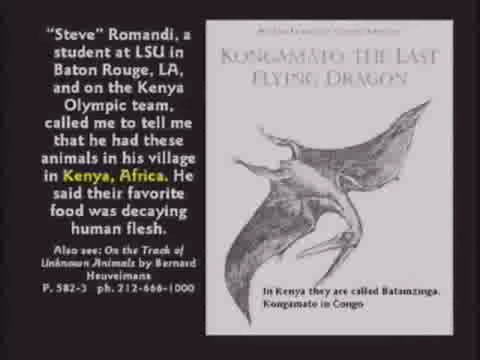 “Steve” Romandi, a
student at LSU in
Baton Rouge, LA,
and on the Kenya
Olympic team,
called me to tell me
that he had these
animals in his village
in Kenya, Africa. He
said their favorite
food was decaying
human flesh.
Also see: On the Track of
Unknown Animals by Bernard
Heuvelmans
P. 582-3 ph. 212-666-1000
KONGAMATO THE LAST
FLYING DRAGON
In Kenya they are called Batamzinga.
Kongamato in Congo